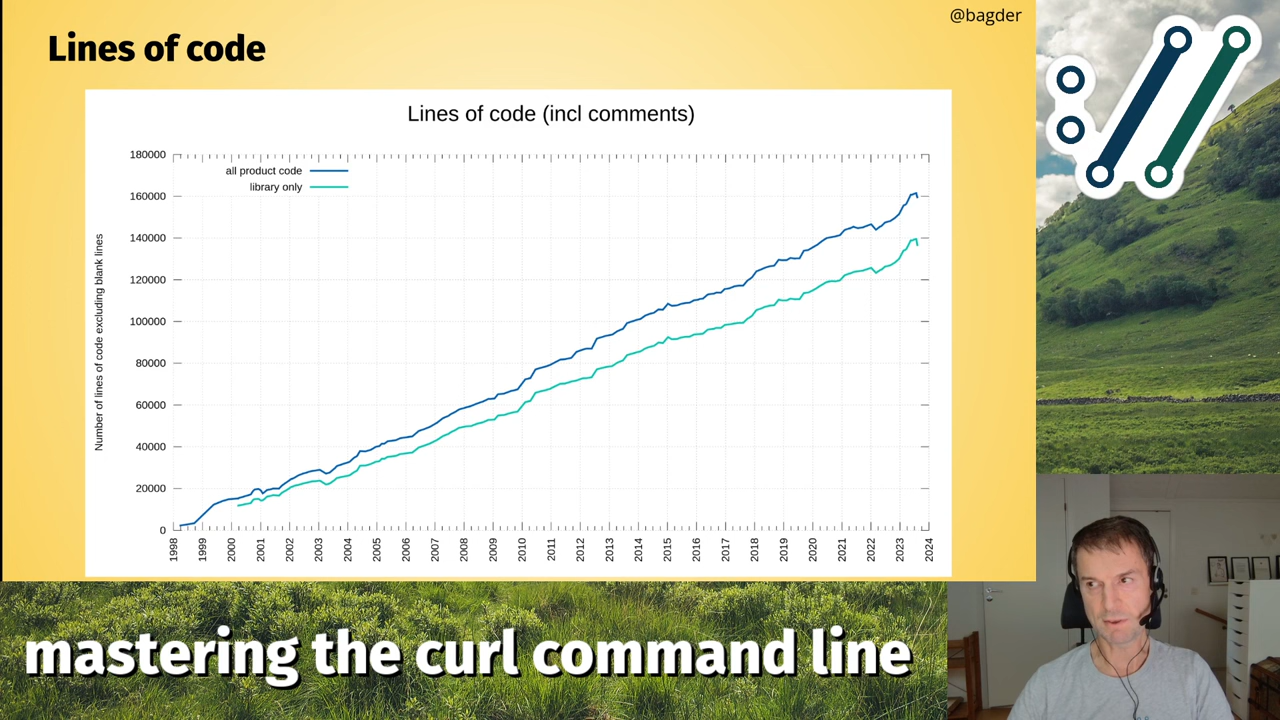 @bagder
Lines of code
Lines of code (incl comments)
all product code
library only
Number of lines of code excluding blank lines
180000
160000
140000
120000
100000
80000
60000
40000
20000
0
1998 1999 2000 2001 2002 2003 2004 2005 2006 2007 2008 2009 2010 2011 2012 2013 2014 2015 2016 2017 2018 2019 2020 2021 2022 2023 2024
mastering the curl command line